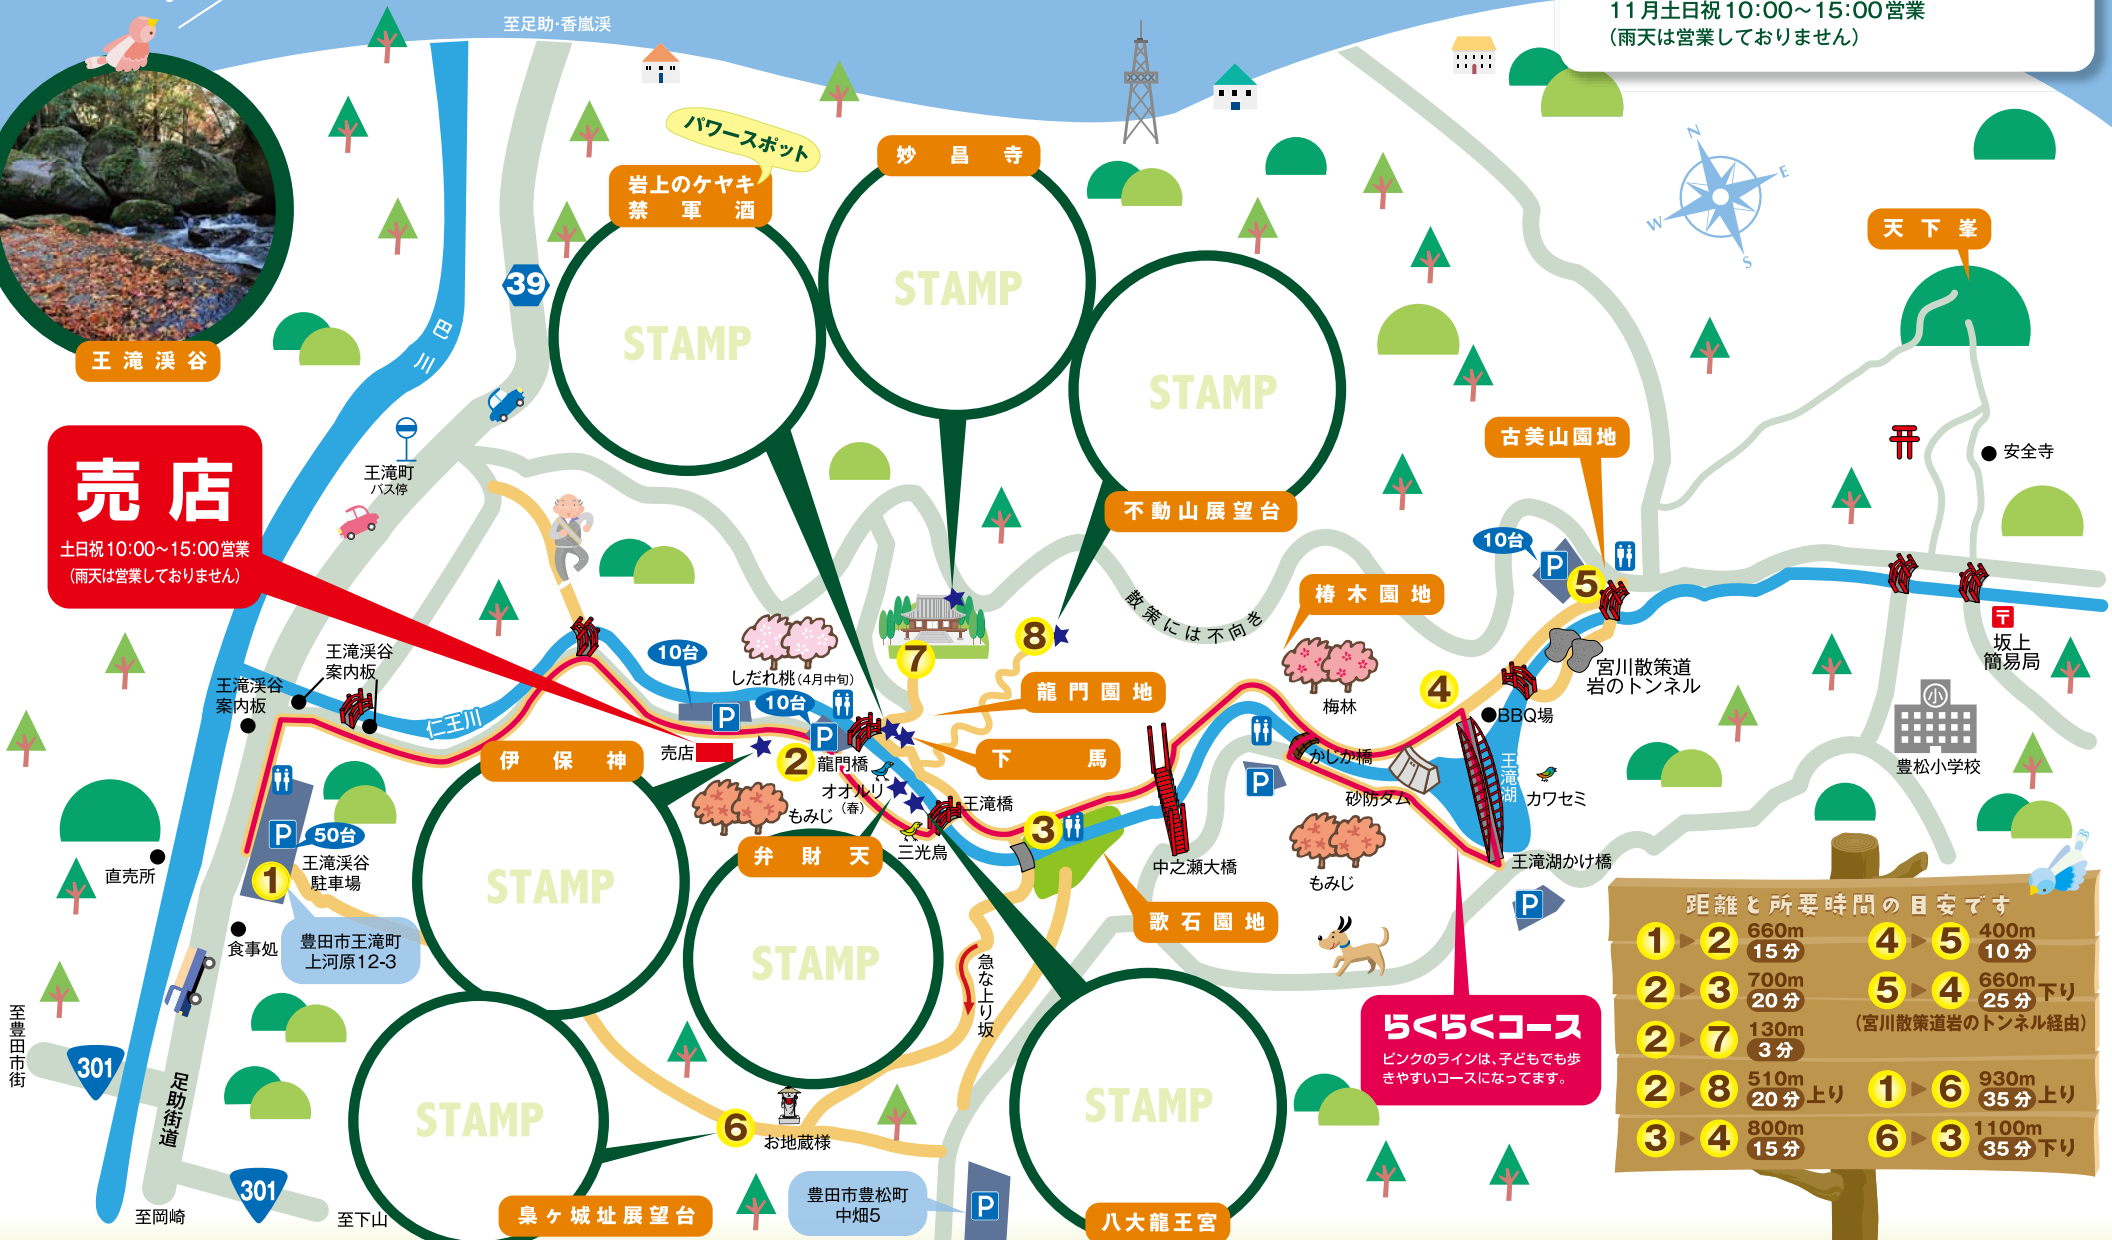 11月土日祝10:00～15:00営業
（雨天は営業しておりません）
至足助・香嵐渓
パワースポット
岩上のケヤキ
禁軍酒
妙昌寺
STAMP
STAMP
STAMP
N
E
W
S
天下峯
39
巴川
王滝渓谷
売店
土日祝10:00～15:00営業
（雨天は営業しておりません）
王滝町
バス停
不動山展望台
古美山園地
安全寺
10台
P
5
散策には不向き
椿木園地
坂上
簡易局
宮川散策道
岩のトンネル
王滝渓谷
案内板
王滝渓谷
案内板
仁王川
10台
P
しだれ桃（4月中旬）
10台
P
7
8
龍門園地
下馬
梅林
4
BBQ場
小
豊松小学校
伊保神
売店
2
龍門橋
オオルリ
（春）
もみじ
王滝橋
三光鳥
3
P
かじか橋
砂防ダム
王滝湖
カワセミ
中之瀬大橋
もみじ
王滝湖かけ橋
P
P
50台
1
王滝渓谷
駐車場
直売所
食事処
豊田市王滝町
上河原12-3
STAMP
弁財天
STAMP
歌石園地
急な上り坂
らくらくコース
ピンクのラインは、子どもでも歩
きやすいコースになってます。
至豊田市街
301
足助街道
301
至岡崎
至下山
STAMP
梟ヶ城址展望台
6
お地蔵様
豊田市豊松町
中畑5
P
STAMP
八大龍王宮
距離と所要時間の目安です
1 ▶ 2 660m 15分
4 ▶ 5 400m 10分
2 ▶ 3 700m 20分
5 ▶ 4 660m 25分 下り
（宮川散策道岩のトンネル経由）
2 ▶ 7 130m 3分
2 ▶ 8 510m 20分 上り
1 ▶ 6 930m 35分 上り
3 ▶ 4 800m 15分
6 ▶ 3 1100m 35分 下り